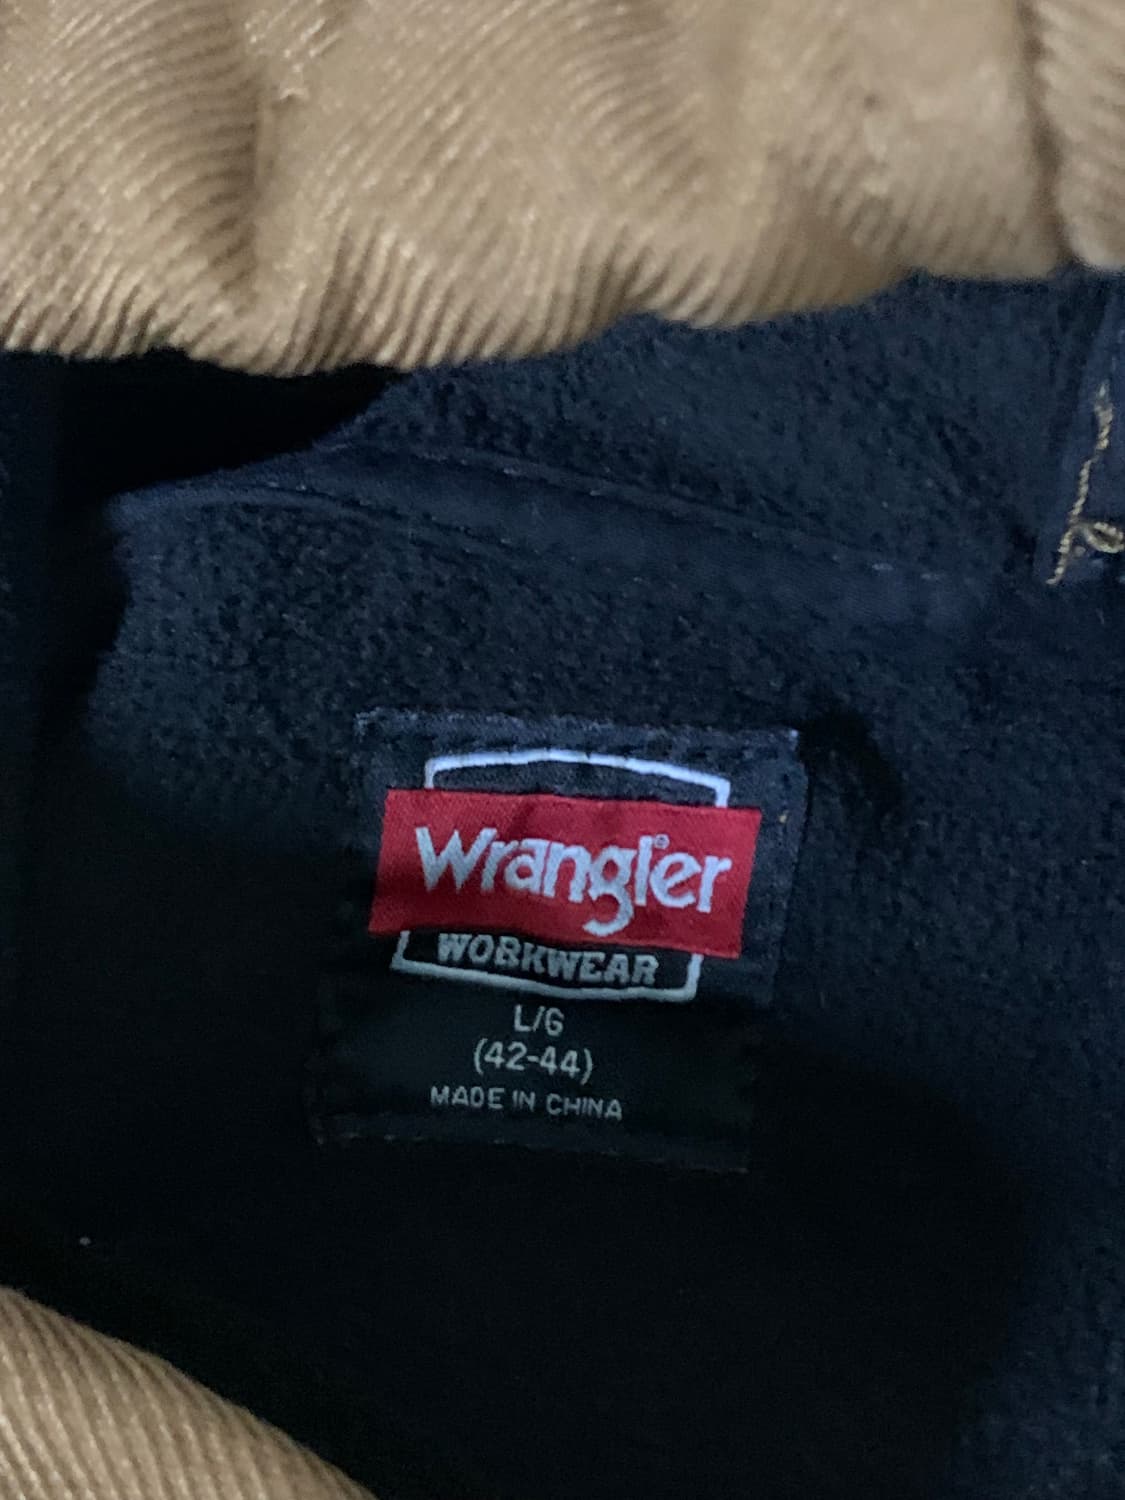 Wrangler®
WORKWEAR
L/G
(42-44)
MADE IN CHINA